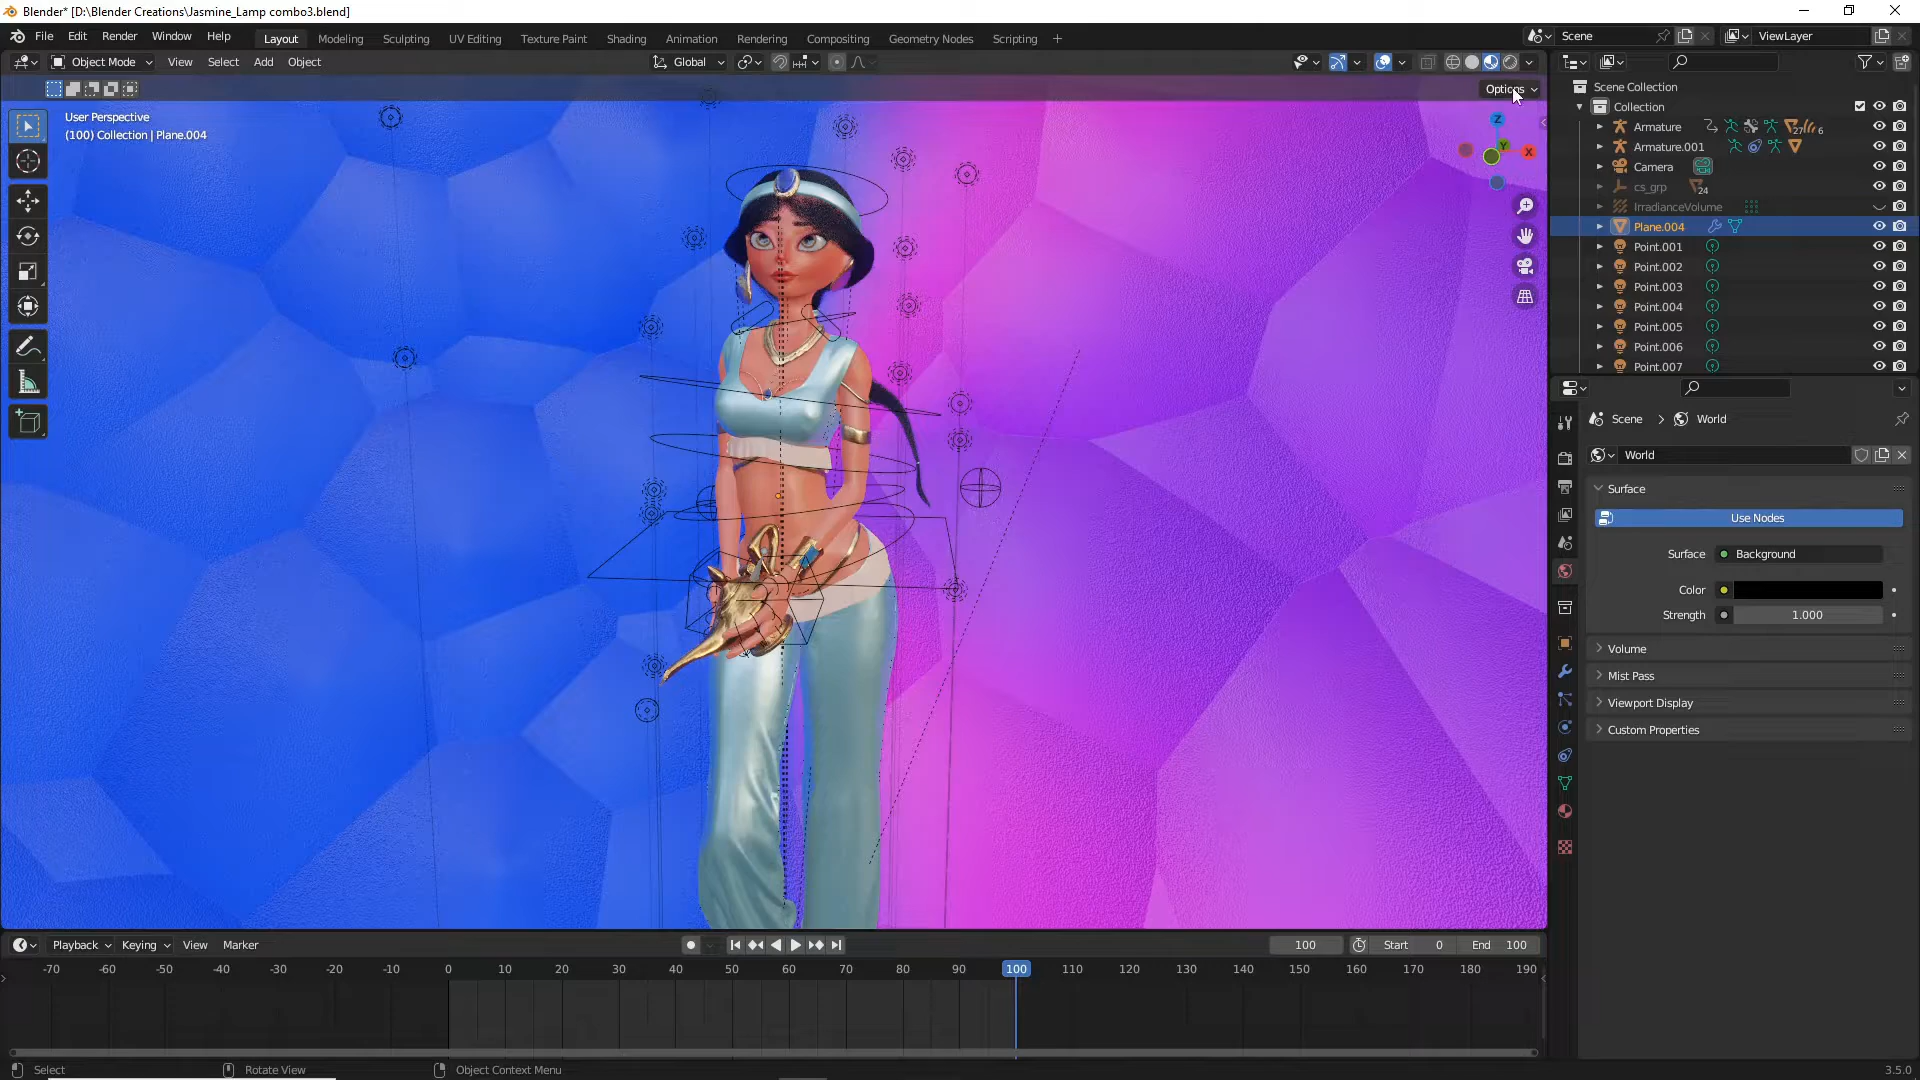 Blender* [D:\Blender Creations\Jasmine_Lamp combo3.blend]
File Edit Render Window Help Layout Modeling Sculpting UV Editing Texture Paint Shading Animation Rendering Compositing Geometry Nodes Scripting + Scene ViewLayer
Object Mode View Select Add Object Global
Options
User Perspective
(100) Collection | Plane.004
Z
Y
X
Scene Collection
Collection
Armature 27 6
Armature.001
Camera
cs_grp 24
IrradianceVolume
Plane.004
Point.001
Point.002
Point.003
Point.004
Point.005
Point.006
Point.007
Scene > World
World
Surface
Use Nodes
Surface Background
Color
Strength 1.000
Volume
Mist Pass
Viewport Display
Custom Properties
Playback Keying View Marker 100 Start 0 End 100
-70 -60 -50 -40 -30 -20 -10 0 10 20 30 40 50 60 70 80 90 100 110 120 130 140 150 160 170 180 190
Select Rotate View Object Context Menu 3.5.0